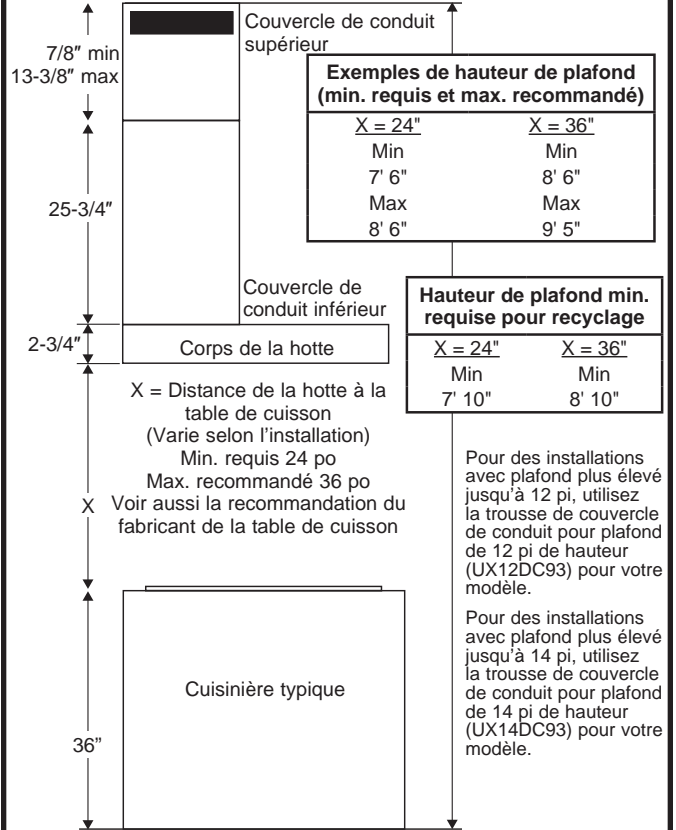 Couvercle de conduit
supérieur
7/8″ min
13-3/8″ max
Exemples de hauteur de plafond
(min. requis et max. recommandé)
X = 24" X = 36"
Min Min
7' 6" 8' 6"
Max Max
8' 6" 9' 5"
25-3/4″
Couvercle de
conduit inférieur
Hauteur de plafond min.
requise pour recyclage
X = 24" X = 36"
Min Min
7' 10" 8' 10"
2-3/4″
Corps de la hotte
X = Distance de la hotte à la
table de cuisson
(Varie selon l’installation)
Min. requis 24 po
Max. recommandé 36 po
Voir aussi la recommandation du
fabricant de la table de cuisson
X
Pour des installations
avec plafond plus élevé
jusqu’à 12 pi, utilisez
la trousse de couvercle
de conduit pour plafond
de 12 pi de hauteur
(UX12DC93) pour votre
modèle.
Pour des installations
avec plafond plus élevé
jusqu’à 14 pi, utilisez
la trousse de couvercle
de conduit pour plafond
de 14 pi de hauteur
(UX14DC93) pour votre
modèle.
Cuisinière typique
36”